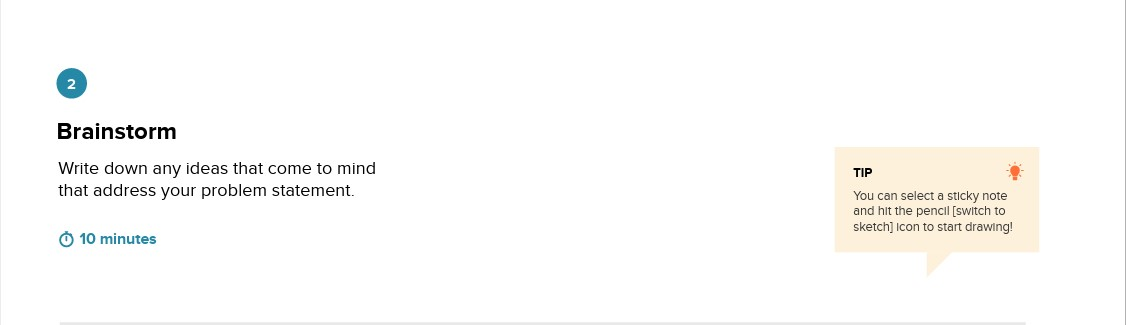 2
Brainstorm
Write down any ideas that come to mind
that address your problem statement.
10 minutes
TIP
You can select a sticky note
and hit the pencil [switch to
sketch] icon to start drawing!